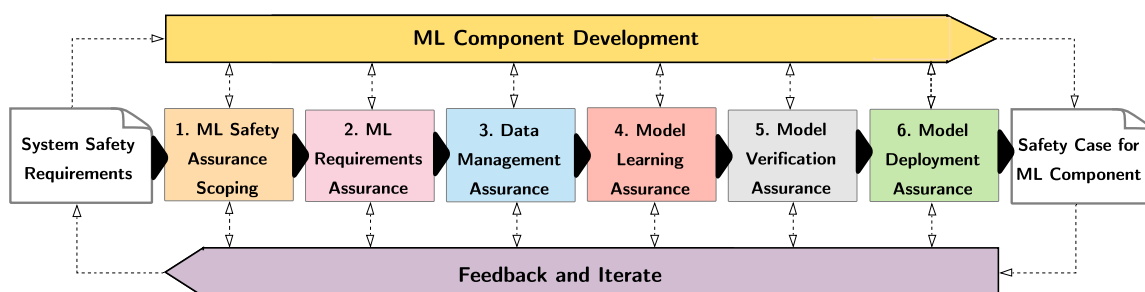 ML Component Development
System Safety
Requirements
1. ML Safety
Assurance
Scoping
2. ML
Requirements
Assurance
3. Data
Management
Assurance
4. Model
Learning
Assurance
5. Model
Verification
Assurance
6. Model
Deployment
Assurance
Safety Case for
ML Component
Feedback and Iterate